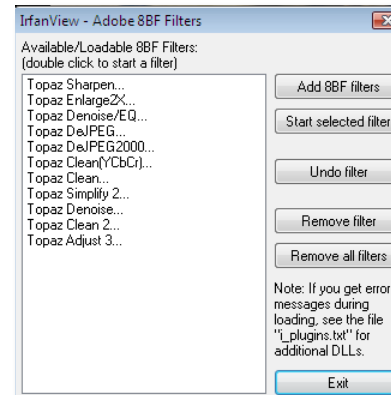 IrfanView - Adobe 8BF Filters
Available/Loadable 8BF Filters:
(double click to start a filter)
Topaz Sharpen...
Topaz Enlarge2X...
Topaz Denoise/EQ...
Topaz DeJPEG...
Topaz DeJPEG2000...
Topaz Clean(YCbCr)...
Topaz Clean...
Topaz Simplify 2...
Topaz Denoise...
Topaz Clean 2...
Topaz Adjust 3...
Add 8BF filters
Start selected filter
Undo filter
Remove filter
Remove all filters
Note: If you get error
messages during
loading, see the file
"i_plugins.txt" for
additional DLLs.
Exit